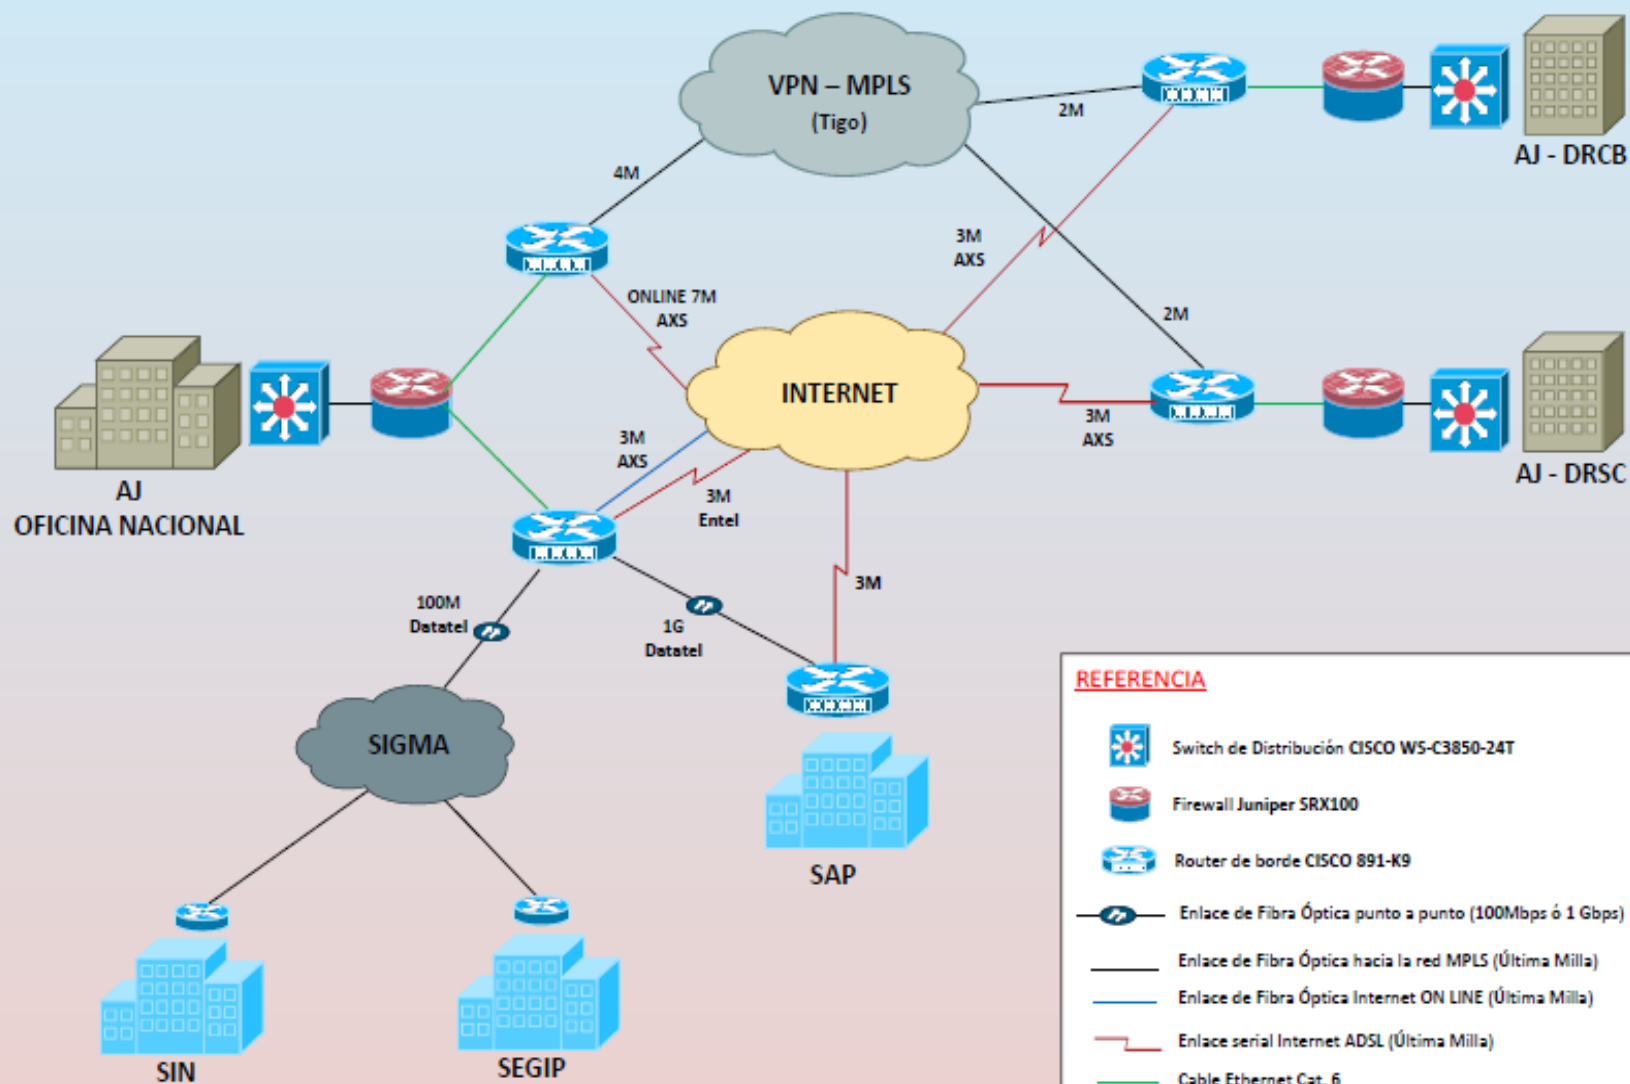 VPN – MPLS
(Tigo)
2M
AJ - DRCB
4M
3M
AXS
ONLINE 7M
AXS
2M
INTERNET
3M
AXS
AJ - DRSC
3M
AXS
3M
Entel
AJ
OFICINA NACIONAL
3M
100M
Datatel
1G
Datatel
SIGMA
SAP
SIN
SEGIP
REFERENCIA
Switch de Distribución CISCO WS-C3850-24T
Firewall Juniper SRX100
Router de borde CISCO 891-K9
Enlace de Fibra Óptica punto a punto (100Mbps ó 1 Gbps)
Enlace de Fibra Óptica hacia la red MPLS (Última Milla)
Enlace de Fibra Óptica Internet ON LINE (Última Milla)
Enlace serial Internet ADSL (Última Milla)
Cable Ethernet Cat. 6